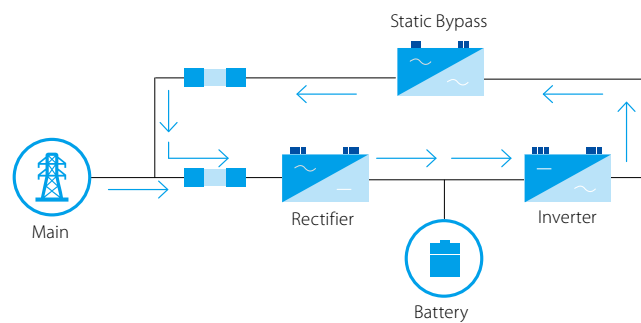 Static Bypass
Main
Rectifier
Inverter
Battery